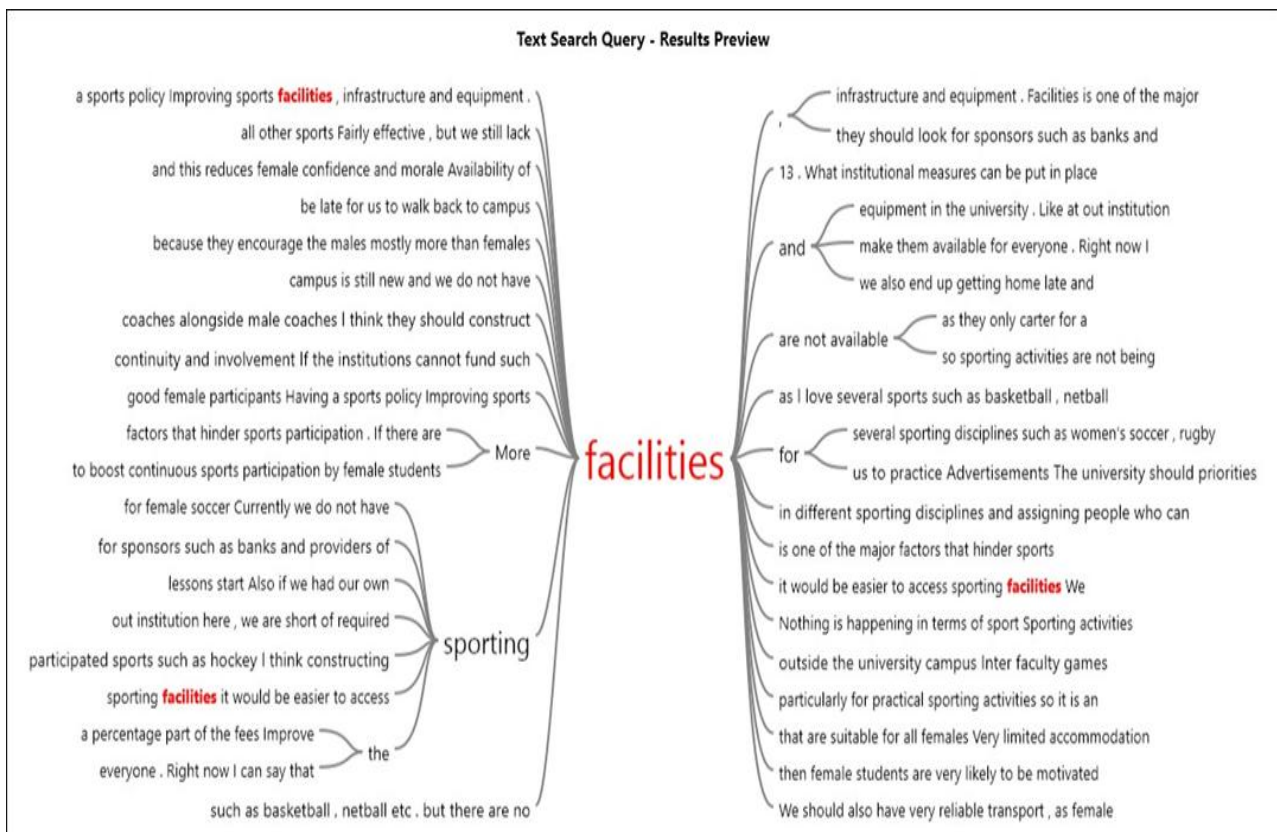 Text Search Query - Results Preview
a sports policy Improving sports facilities , infrastructure and equipment .
all other sports Fairly effective , but we still lack
and this reduces female confidence and morale Availability of
be late for us to walk back to campus
because they encourage the males mostly more than females
campus is still new and we do not have
coaches alongside male coaches I think they should construct
continuity and involvement If the institutions cannot fund such
good female participants Having a sports policy Improving sports
factors that hinder sports participation . If there are
More
to boost continuous sports participation by female students
for female soccer Currently we do not have
for sponsors such as banks and providers of
lessons start Also if we had our own
out institution here , we are short of required
sporting
participated sports such as hockey I think constructing
sporting facilities it would be easier to access
a percentage part of the fees Improve
the
everyone . Right now I can say that
such as basketball , netball etc . but there are no
facilities
,
infrastructure and equipment . Facilities is one of the major
they should look for sponsors such as banks and
13 . What institutional measures can be put in place
and
equipment in the university . Like at out institution
make them available for everyone . Right now I
we also end up getting home late and
are not available
as they only carter for a
so sporting activities are not being
as I love several sports such as basketball , netball
for
several sporting disciplines such as women's soccer , rugby
us to practice Advertisements The university should priorities
in different sporting disciplines and assigning people who can
is one of the major factors that hinder sports
it would be easier to access sporting facilities We
Nothing is happening in terms of sport Sporting activities
outside the university campus Inter faculty games
particularly for practical sporting activities so it is an
that are suitable for all females Very limited accommodation
then female students are very likely to be motivated
We should also have very reliable transport , as female